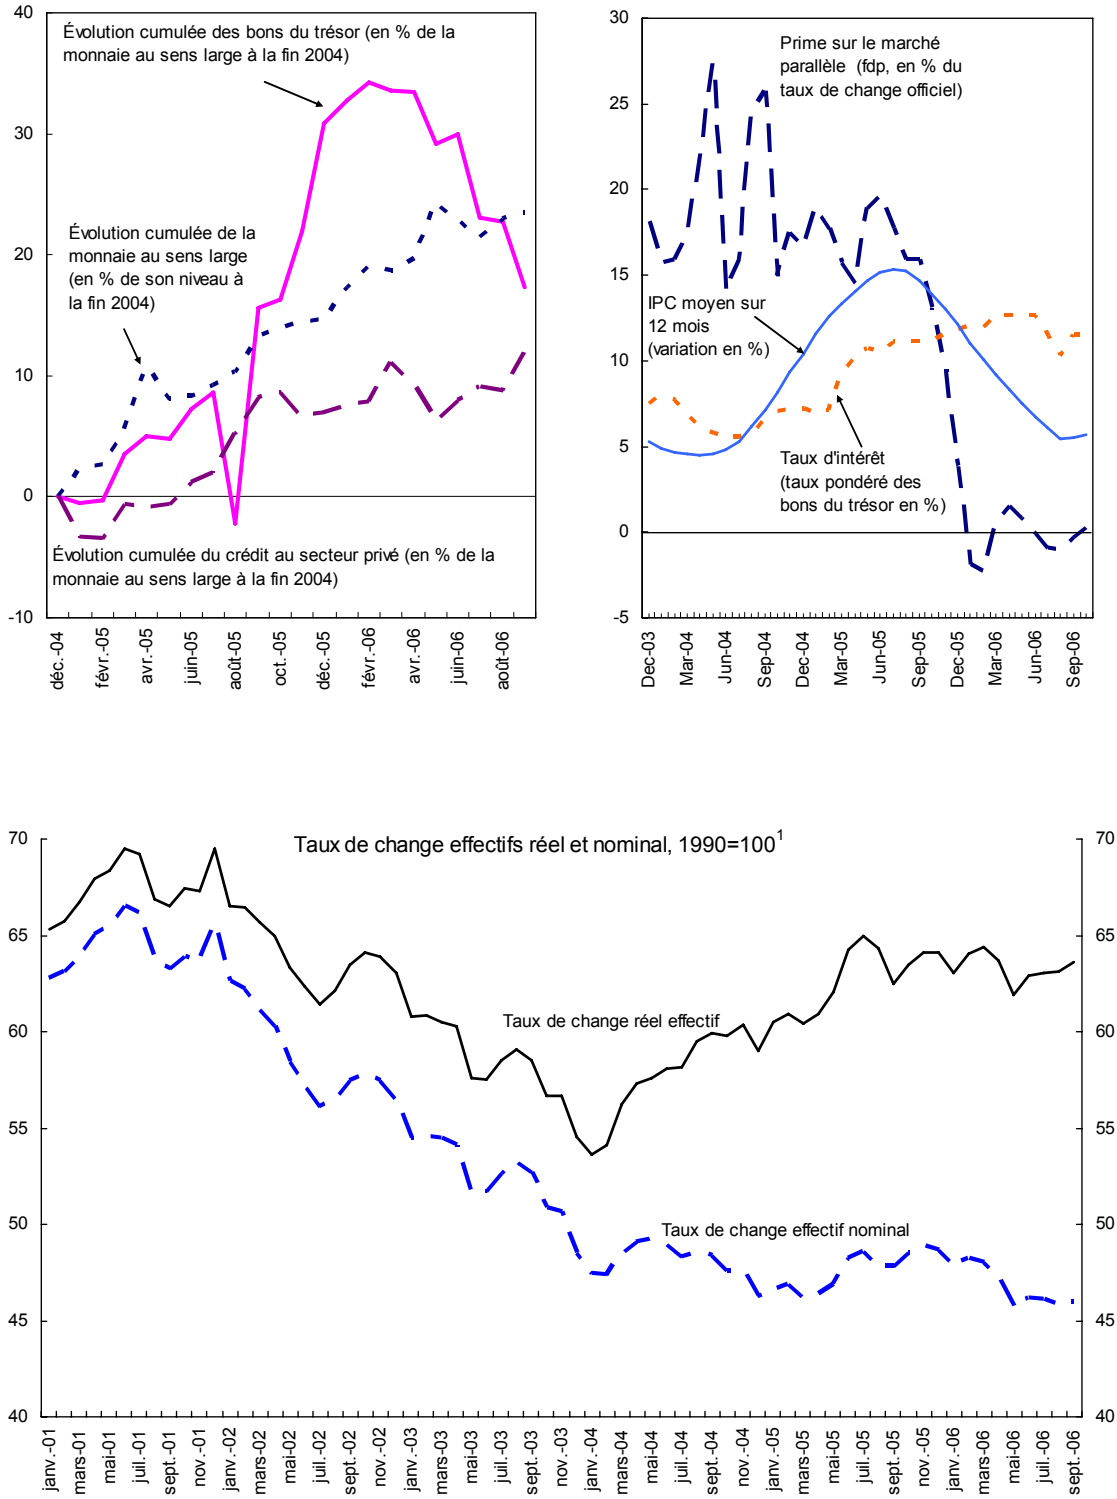 40
30
20
10
0
-10
Évolution cumulée des bons du trésor (en % de la
monnaie au sens large à la fin 2004)
Évolution cumulée de la
monnaie au sens large
(en % de son niveau à
la fin 2004)
Évolution cumulée du crédit au secteur privé (en % de la
monnaie au sens large à la fin 2004)
déc.-04
févr.-05
avr.-05
juin-05
août-05
oct.-05
déc.-05
févr.-06
avr.-06
juin-06
août-06
30
25
20
15
10
5
0
-5
Prime sur le marché
parallèle (fdp, en % du
taux de change officiel)
IPC moyen sur
12 mois
(variation en %)
Taux d'intérêt
(taux pondéré des
bons du trésor en %)
Dec-03
Mar-04
Jun-04
Sep-04
Dec-04
Mar-05
Jun-05
Sep-05
Dec-05
Mar-06
Jun-06
Sep-06
Taux de change effectifs réel et nominal, 1990=100¹
70
65
60
55
50
45
40
Taux de change réel effectif
Taux de change effectif nominal
70
65
60
55
50
45
40
janv.-01
mars-01
mai-01
juil.-01
sept.-01
nov.-01
janv.-02
mars-02
mai-02
juil.-02
sept.-02
nov.-02
janv.-03
mars-03
mai-03
juil.-03
sept.-03
nov.-03
janv.-04
mars-04
mai-04
juil.-04
sept.-04
nov.-04
janv.-05
mars-05
mai-05
juil.-05
sept.-05
nov.-05
janv.-06
mars-06
mai-06
juil.-06
sept.-06